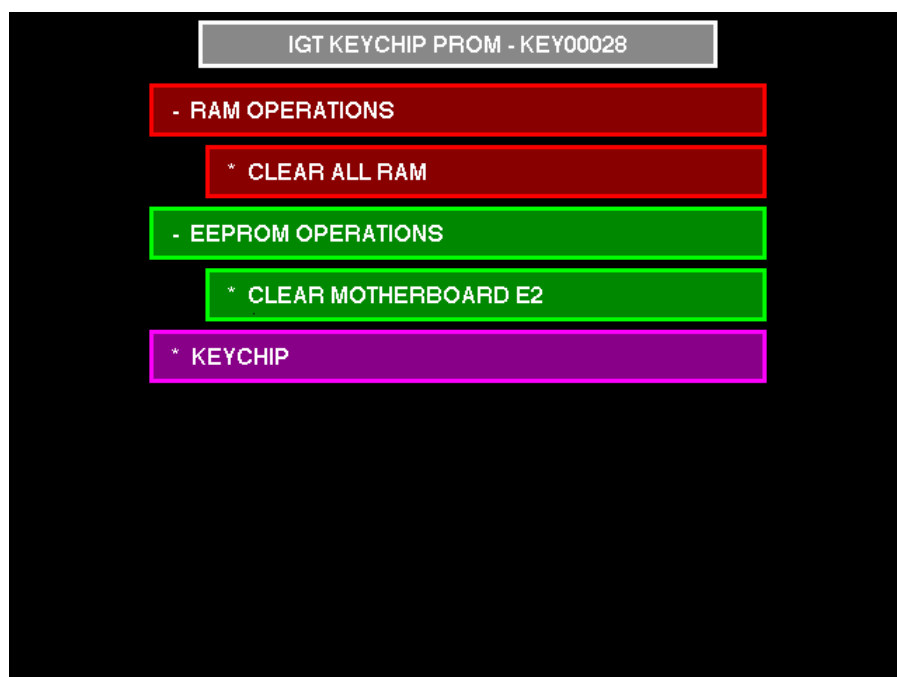 IGT KEYCHIP PROM - KEY00028
- RAM OPERATIONS
* CLEAR ALL RAM
- EEPROM OPERATIONS
* CLEAR MOTHERBOARD E2
* KEYCHIP